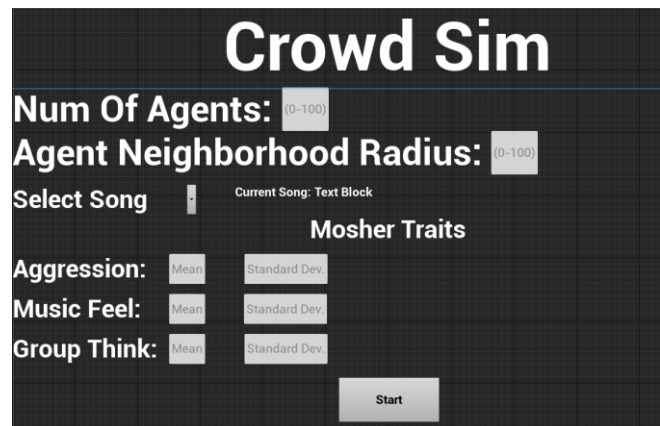 Crowd Sim
Num Of Agents: (0-100)
Agent Neighborhood Radius: (0-100)
Select Song Current Song: Text Block
Mosher Traits
Aggression: Mean Standard Dev.
Music Feel: Mean Standard Dev.
Group Think: Mean Standard Dev.
Start